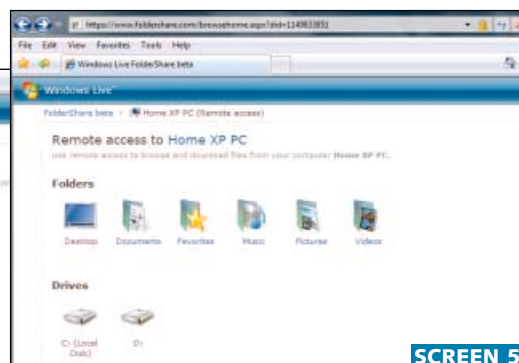 https://www.foldershare.com/browsehome.aspx?did=1149833951
File Edit View Favorites Tools Help
Windows Live FolderShare beta
Windows Live™
FolderShare beta Home XP PC (Remote access)
Remote access to Home XP PC
Use remote access to browse and download files from your computer Home XP PC.
Folders
Desktop Documents Favorites Music Pictures Videos
Drives
C: (Local Disk) D:
SCREEN 5